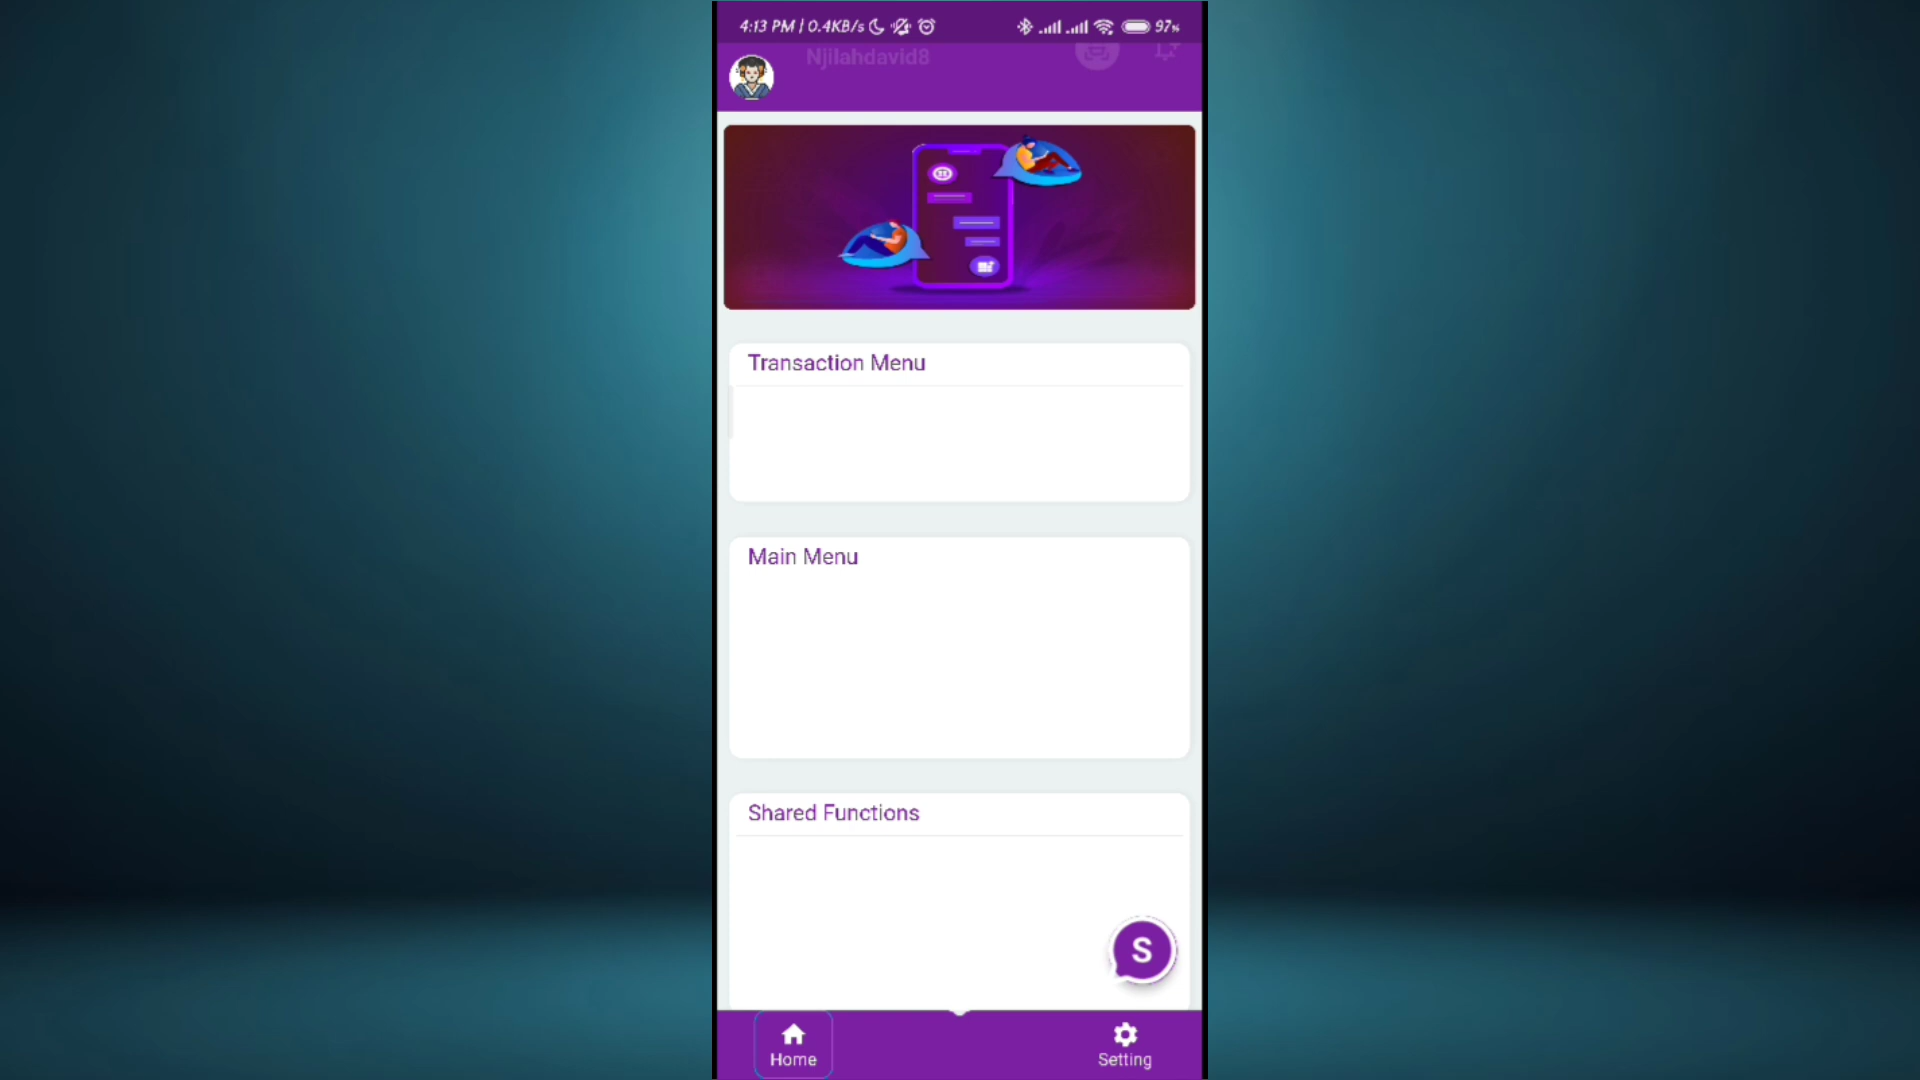 4:13 PM | 0.4KB/s 97%
Njilahdavid8
Transaction Menu
Main Menu
Shared Functions
S
Home
Setting